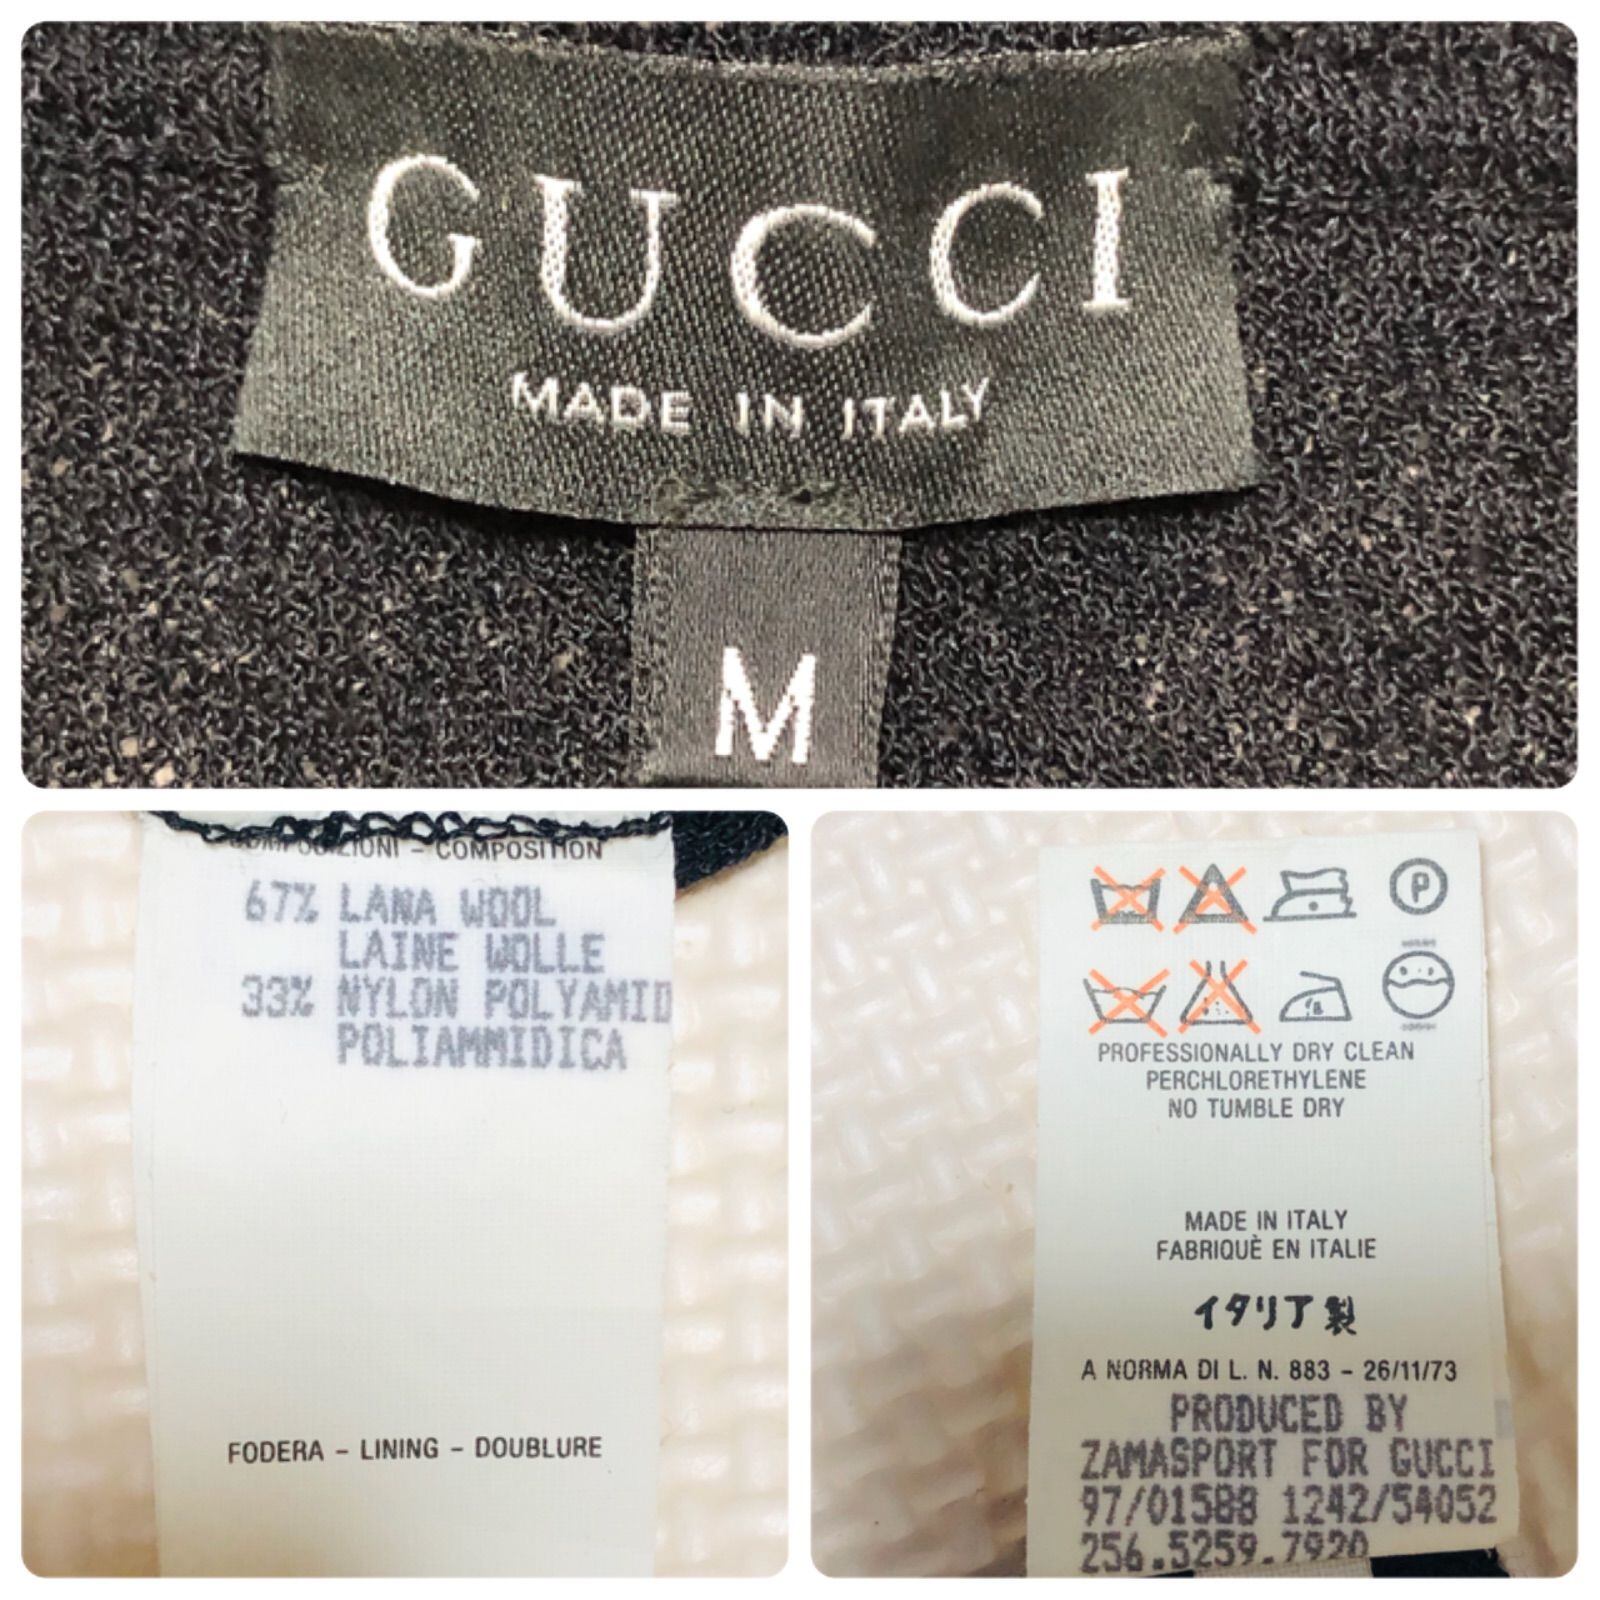 GUCCI
MADE IN ITALY
M
COMPOSIZIONI - COMPOSITION
67% LANA WOOL
LAINE WOLLE
33% NYLON POLYAMID
POLIAMMIDICA
FODERA - LINING - DOUBLURE
P
PROFESSIONALLY DRY CLEAN
PERCHLORETHYLENE
NO TUMBLE DRY
MADE IN ITALY
FABRIQUÈ EN ITALIE
イタリア製
A NORMA DI L. N. 883 - 26/11/73
PRODUCED BY
ZAMASPORT FOR GUCCI
97/01588 1242/54052
256.5259.7920